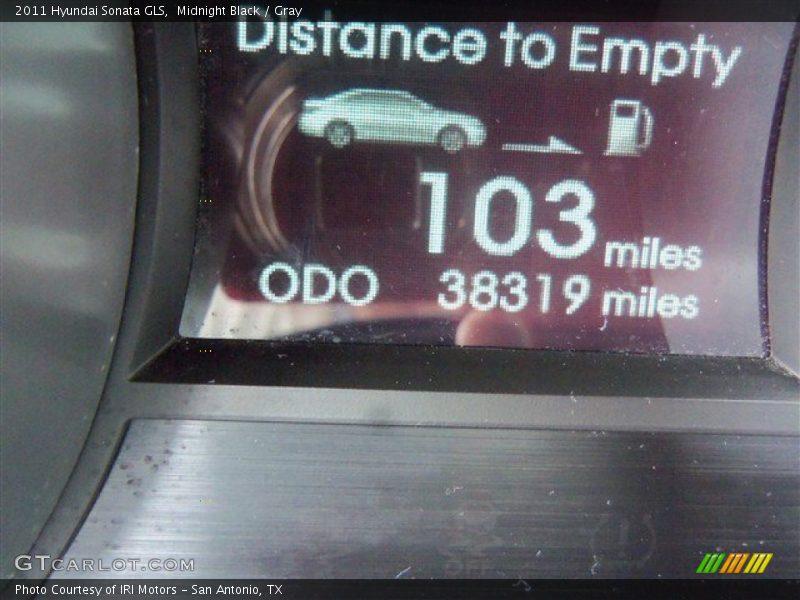 2011 Hyundai Sonata GLS, Midnight Black / Gray
Distance to Empty
103 miles
ODO 38319 miles
GTCARLOT.COM
Photo Courtesy of IRI Motors - San Antonio, TX